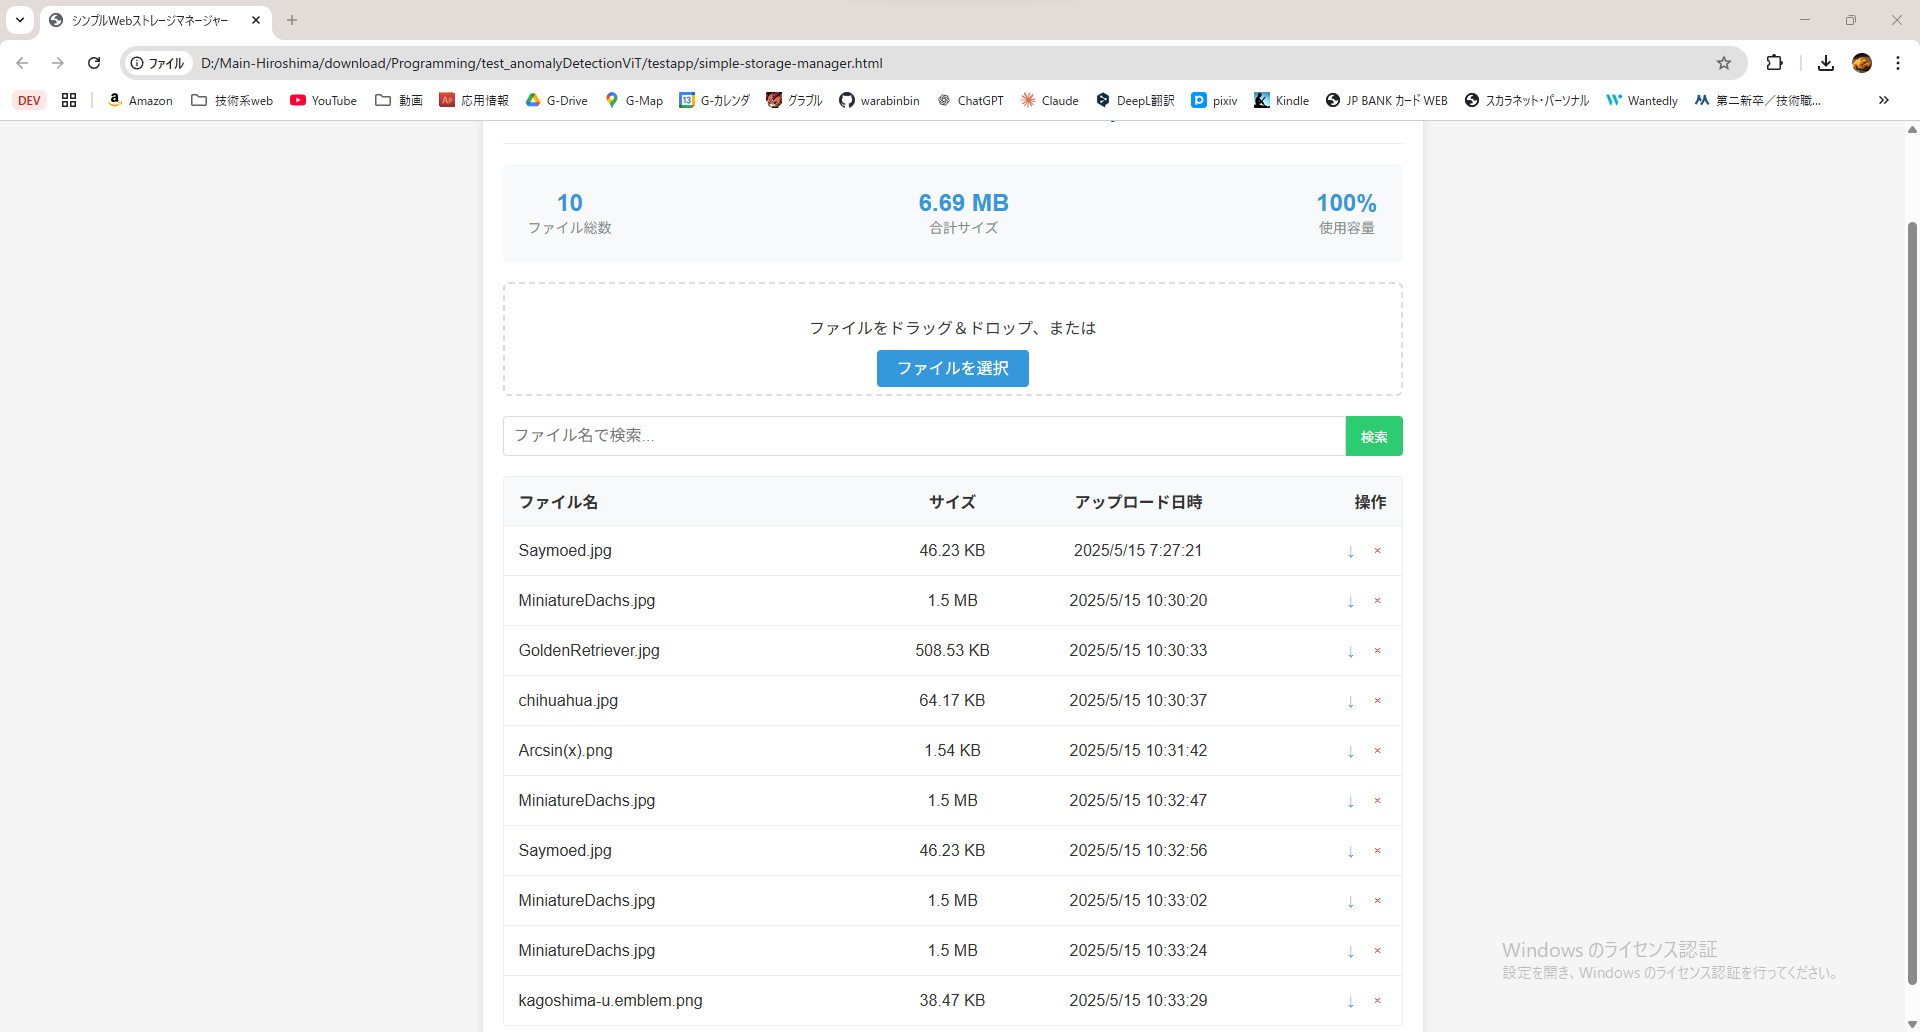 シンプルWebストレージマネージャー
ファイル D:/Main-Hiroshima/download/Programming/test_anomalyDetectionViT/testapp/simple-storage-manager.html
DEV Amazon 技術系web YouTube 動画 応用情報 G-Drive G-Map G-カレンダ グラブル warabinbin ChatGPT Claude DeepL翻訳 pixiv Kindle JP BANK カード WEB スカラネット・パーソナル Wantedly 第二新卒／技術職...
10 6.69 MB 100%
ファイル総数 合計サイズ 使用容量
ファイルをドラッグ＆ドロップ、または
ファイルを選択
ファイル名で検索... 検索
ファイル名 サイズ アップロード日時 操作
Saymoed.jpg 46.23 KB 2025/5/15 7:27:21 ↓ ×
MiniatureDachs.jpg 1.5 MB 2025/5/15 10:30:20 ↓ ×
GoldenRetriever.jpg 508.53 KB 2025/5/15 10:30:33 ↓ ×
chihuahua.jpg 64.17 KB 2025/5/15 10:30:37 ↓ ×
Arcsin(x).png 1.54 KB 2025/5/15 10:31:42 ↓ ×
MiniatureDachs.jpg 1.5 MB 2025/5/15 10:32:47 ↓ ×
Saymoed.jpg 46.23 KB 2025/5/15 10:32:56 ↓ ×
MiniatureDachs.jpg 1.5 MB 2025/5/15 10:33:02 ↓ ×
MiniatureDachs.jpg 1.5 MB 2025/5/15 10:33:24 ↓ ×
kagoshima-u.emblem.png 38.47 KB 2025/5/15 10:33:29 ↓ ×
Windows のライセンス認証
設定を開き、Windows のライセンス認証を行ってください。